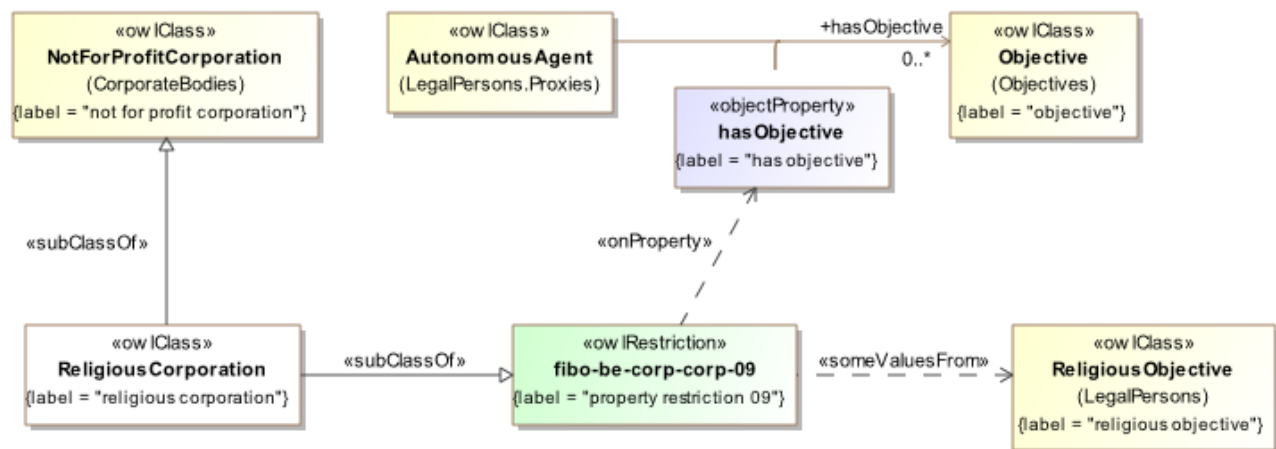 «owlClass»
NotForProfitCorporation
(CorporateBodies)
{label = "not for profit corporation"}
«owlClass»
AutonomousAgent
(LegalPersons.Proxies)
+hasObjective
0..*
«owlClass»
Objective
(Objectives)
{label = "objective"}
«objectProperty»
hasObjective
{label = "has objective"}
«subClassOf»
«onProperty»
«owlClass»
ReligiousCorporation
{label = "religious corporation"}
«subClassOf»
«owlRestriction»
fibo-be-corp-corp-09
{label = "property restriction 09"}
«someValuesFrom»
«owlClass»
ReligiousObjective
(LegalPersons)
{label = "religious objective"}